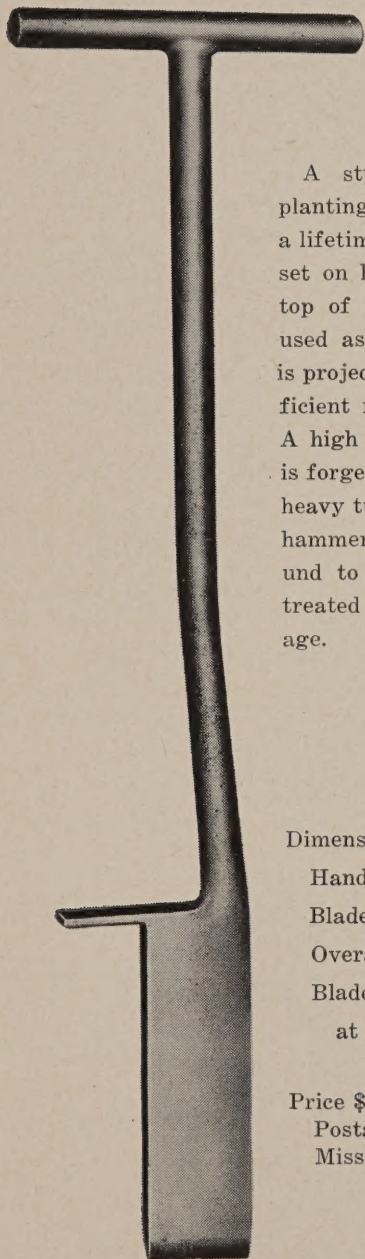 A
planting
a lifetim
set on
top of
used as
is projec
ficient
A high
is forge
heavy t
hammer
und to
treated
age.
Dimens
Hand
Blade
Overa
Blade
at
Price $
Posta
Miss